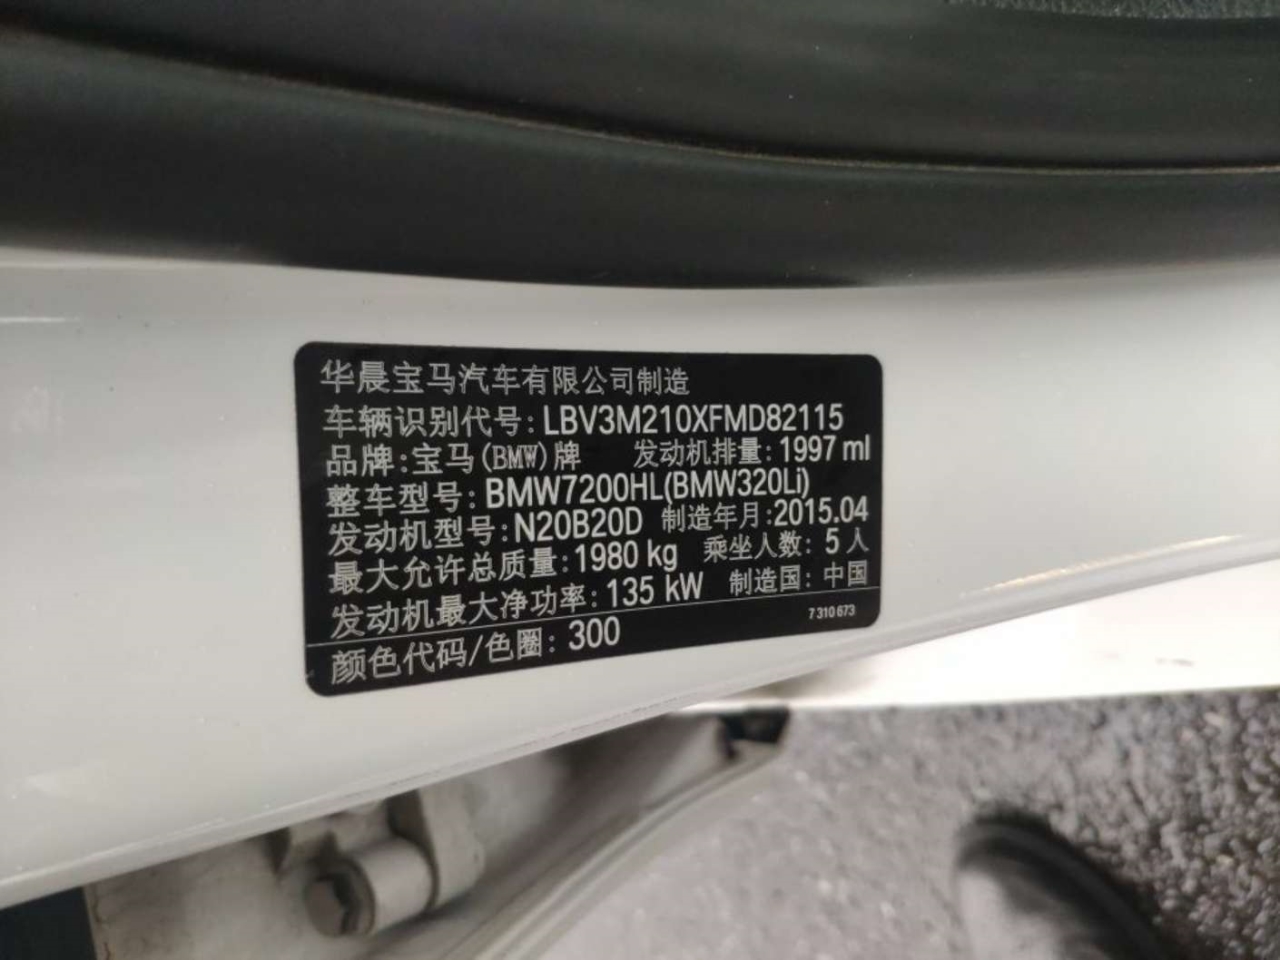 华晨宝马汽车有限公司制造
车辆识别代号: LBV3M210XFMD82115
品牌: 宝马(BMW)牌 发动机排量: 1997 ml
整车型号: BMW7200HL(BMW320Li)
发动机型号: N20B20D 制造年月: 2015.04
最大允许总质量: 1980 kg 乘坐人数: 5 人
发动机最大净功率: 135 kW 制造国: 中国
7 310 673
颜色代码/色圈: 300